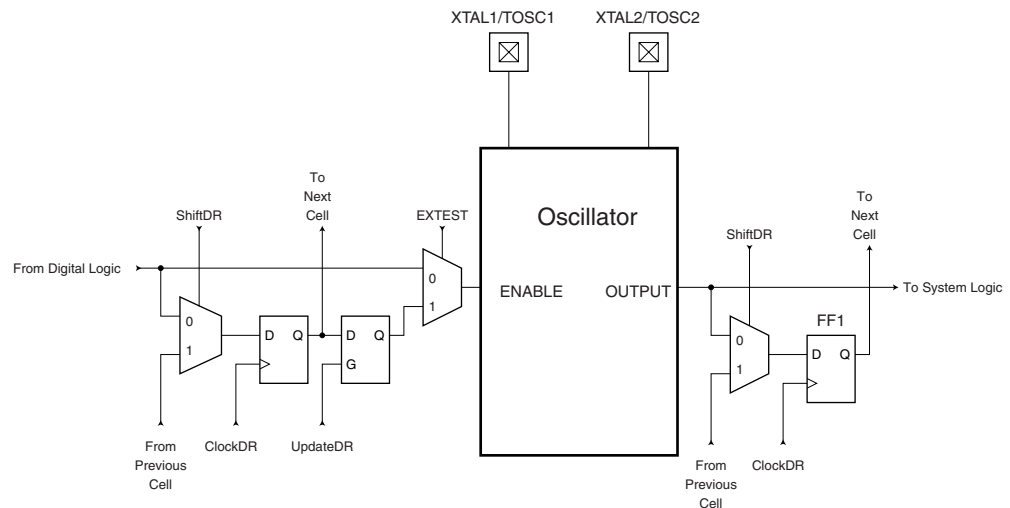 XTAL1/TOSC1
XTAL2/TOSC2
To
Next
Cell
ShiftDR
EXTEST
From Digital Logic
0
1
D Q
D Q
G
0
1
From
Previous
Cell
ClockDR
UpdateDR
Oscillator
ENABLE
OUTPUT
To
Next
Cell
ShiftDR
To System Logic
FF1
0
1
D Q
From
Previous
Cell
ClockDR